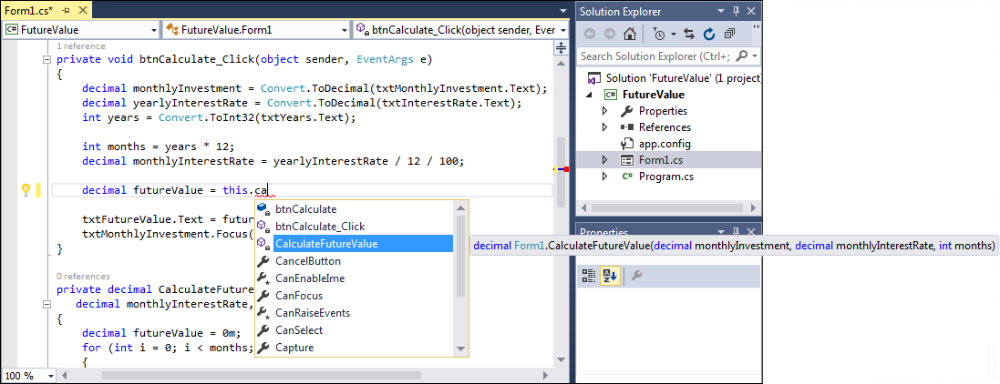 Form1.cs*
FutureValue
FutureValue.Form1
btnCalculate_Click(object sender, Ever
1 reference
private void btnCalculate_Click(object sender, EventArgs e)
{
decimal monthlyInvestment = Convert.ToDecimal(txtMonthlyInvestment.Text);
decimal yearlyInterestRate = Convert.ToDecimal(txtInterestRate.Text);
int years = Convert.ToInt32(txtYears.Text);
int months = years * 12;
decimal monthlyInterestRate = yearlyInterestRate / 12 / 100;
decimal futureValue = this.ca
txtFutureValue.Text = futur
txtMonthlyInvestment.Focus(
}
0 references
private decimal CalculateFuture
decimal monthlyInterestRate,
{
decimal futureValue = 0m;
for (int i = 0; i < months;
{
100 %
btnCalculate
btnCalculate_Click
CalculateFutureValue
CancelButton
CanEnableIme
CanFocus
CanRaiseEvents
CanSelect
Capture
decimal Form1.CalculateFutureValue(decimal monthlyInvestment, decimal monthlyInterestRate, int months)
Solution Explorer
Search Solution Explorer (Ctrl+;
Solution 'FutureValue' (1 project)
C# FutureValue
Properties
References
app.config
Form1.cs
C# Program.cs
Properties